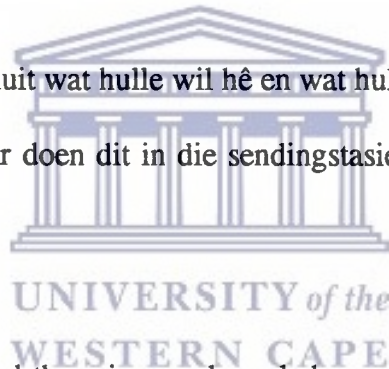 uit wat hulle wil hê en wat hul
r doen dit in die sendingstasie
UNIVERSITY of the
WESTERN CAPE